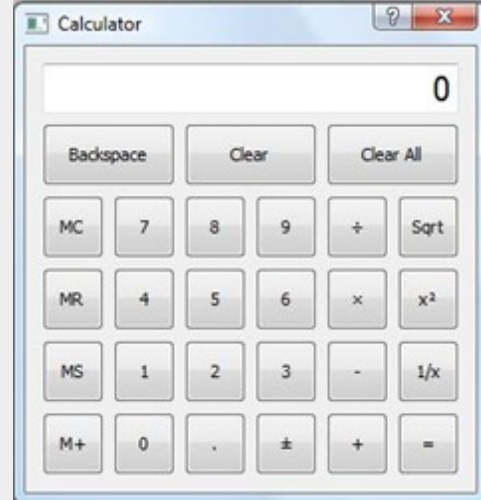 Calculator ?
0
Backspace Clear Clear All
MC 7 8 9 ÷ Sqrt
MR 4 5 6 × x²
MS 1 2 3 - 1/x
M+ 0 . ± + =